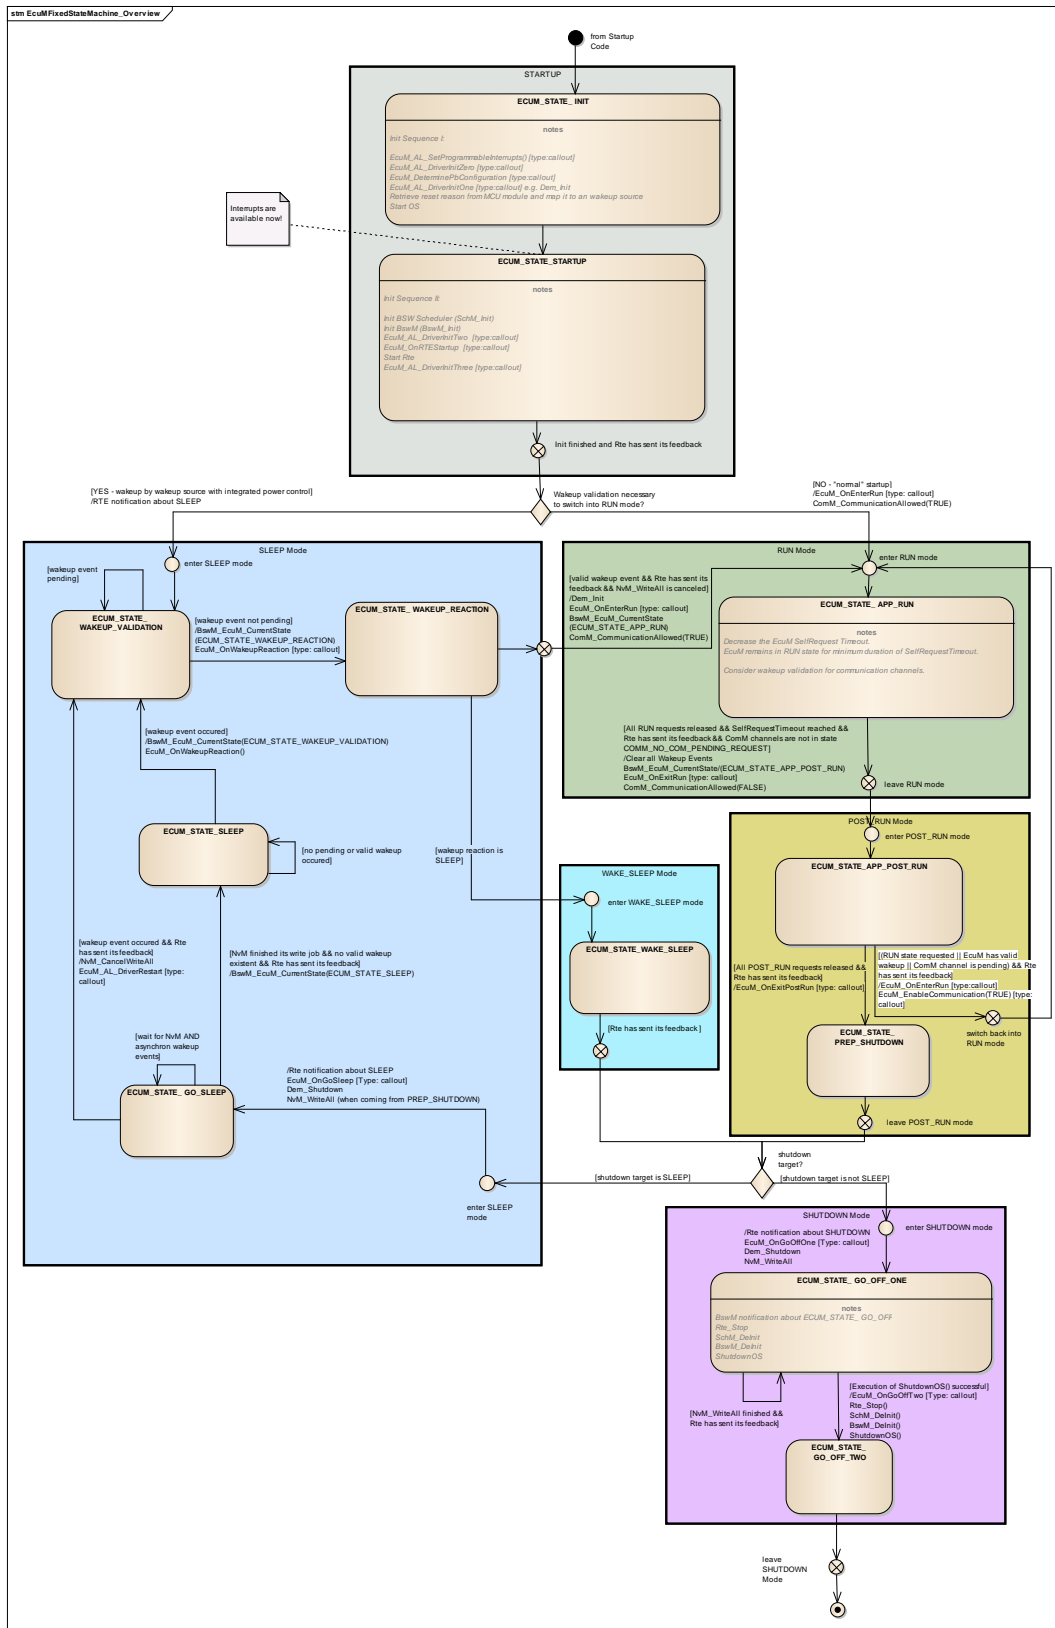 stm EcuMFixedStateMachine_Overview
from Startup
Code
STARTUP
ECUM_STATE_ INIT
notes
Init Sequence I:
EcuM_AL_SetProgrammableInterrupts() [type:callout]
EcuM_AL_DriverInitZero [type:callout]
EcuM_DeterminePbConfiguration [type:callout]
EcuM_AL_DriverInitOne [type:callout] e.g. Dem_Init
Retrieve reset reason from MCU module and map it to an wakeup source
Start OS
Interrupts are
available now!
ECUM_STATE_STARTUP
notes
Init Sequence II:
Init BSW Scheduler (SchM_Init)
Init BswM (BswM_Init)
EcuM_AL_DriverInitTwo [type:callout]
EcuM_OnRTEStartup [type:callout]
Start Rte
EcuM_AL_DriverInitThree [type:callout]
Init finished and Rte has sent its feedback
[YES - wakeup by wakeup source with integrated power control]
/RTE notification about SLEEP
Wakeup validation necessary
to switch into RUN mode?
[NO - "normal" startup]
/EcuM_OnEnterRun [type: callout]
ComM_CommunicationAllowed(TRUE)
SLEEP Mode
enter SLEEP mode
[wakeup event
pending]
ECUM_STATE_
WAKEUP_VALIDATION
[wakeup event not pending]
/BswM_EcuM_CurrentState
(ECUM_STATE_WAKEUP_REACTION)
EcuM_OnWakeupReaction [type: callout]
ECUM_STATE_ WAKEUP_REACTION
RUN Mode
enter RUN mode
[valid wakeup event && Rte has sent its
feedback && NvM_WriteAll is canceled]
/Dem_Init
EcuM_OnEnterRun [type: callout]
BswM_EcuM_CurrentState
(ECUM_STATE_APP_RUN)
ComM_CommunicationAllowed(TRUE)
ECUM_STATE_ APP_RUN
notes
Decrease the EcuM SelfRequest Timeout.
EcuM remains in RUN state for minimum duration of SelfRequestTimeout.
Consider wakeup validation for communication channels.
[All RUN requests released && SelfRequestTimeout reached &&
Rte has sent its feedback && ComM channels are not in state
COMM_NO_COM_PENDING_REQUEST]
/Clear all Wakeup Events
BswM_EcuM_CurrentState/(ECUM_STATE_APP_POST_RUN)
EcuM_OnExitRun [type: callout]
ComM_CommunicationAllowed(FALSE)
leave RUN mode
[wakeup event occured]
/BswM_EcuM_CurrentState(ECUM_STATE_WAKEUP_VALIDATION)
EcuM_OnWakeupReaction()
ECUM_STATE_SLEEP
[no pending or valid wakeup
occured]
[wakeup reaction is
SLEEP]
POST_RUN Mode
enter POST_RUN mode
ECUM_STATE_APP_POST_RUN
WAKE_SLEEP Mode
enter WAKE_SLEEP mode
ECUM_STATE_WAKE_SLEEP
[Rte has sent its feedback ]
[wakeup event occured && Rte
has sent its feedback]
/NvM_CancelWriteAll
EcuM_AL_DriverRestart [type:
callout]
[NvM finished its write job && no valid wakeup
existent && Rte has sent its feedback]
/BswM_EcuM_CurrentState(ECUM_STATE_SLEEP)
[All POST_RUN requests released &&
Rte has sent its feedback]
/EcuM_OnExitPostRun [type: callout]
[(RUN state requested || EcuM has valid
wakeup || ComM channel is pending) && Rte
has sent its feedback]
/EcuM_OnEnterRun [type:callout]
EcuM_EnableCommunication(TRUE) [type:
callout]
switch back into
RUN mode
ECUM_STATE_
PREP_SHUTDOWN
leave POST_RUN mode
[wait for NvM AND
asynchron wakeup
events]
ECUM_STATE_ GO_SLEEP
/Rte notification about SLEEP
EcuM_OnGoSleep [Type: callout]
Dem_Shutdown
NvM_WriteAll (when coming from PREP_SHUTDOWN)
shutdown
target?
[shutdown target is SLEEP]
[shutdown target is not SLEEP]
enter SLEEP
mode
SHUTDOWN Mode
enter SHUTDOWN mode
/Rte notification about SHUTDOWN
EcuM_OnGoOffOne [Type: callout]
Dem_Shutdown
NvM_WriteAll
ECUM_STATE_ GO_OFF_ONE
notes
BswM notification about ECUM_STATE_ GO_OFF
Rte_Stop
SchM_DeInit
BswM_DeInit
ShutdownOS
[NvM_WriteAll finished &&
Rte has sent its feedback]
[Execution of ShutdownOS() successful]
/EcuM_OnGoOffTwo [Type: callout]
Rte_Stop()
SchM_DeInit()
BswM_DeInit()
ShutdownOS()
ECUM_STATE_
GO_OFF_TWO
leave
SHUTDOWN
Mode